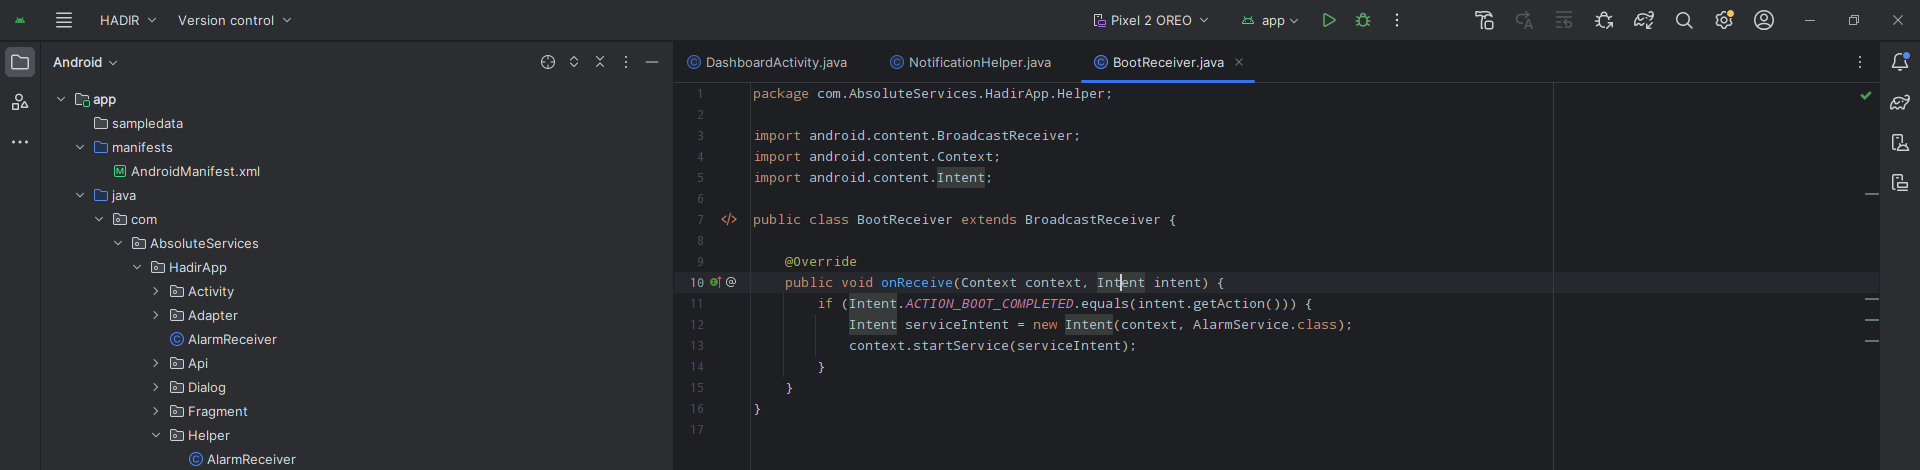 HADIR
Version control
Pixel 2 OREO
app
Android
app
sampledata
manifests
AndroidManifest.xml
java
com
AbsoluteServices
HadirApp
Activity
Adapter
AlarmReceiver
Api
Dialog
Fragment
Helper
AlarmReceiver
DashboardActivity.java
NotificationHelper.java
BootReceiver.java
1 package com.AbsoluteServices.HadirApp.Helper;
2
3 import android.content.BroadcastReceiver;
4 import android.content.Context;
5 import android.content.Intent;
6
7 public class BootReceiver extends BroadcastReceiver {
8
9 @Override
10 public void onReceive(Context context, Intent intent) {
11 if (Intent.ACTION_BOOT_COMPLETED.equals(intent.getAction())) {
12 Intent serviceIntent = new Intent(context, AlarmService.class);
13 context.startService(serviceIntent);
14 }
15 }
16 }
17